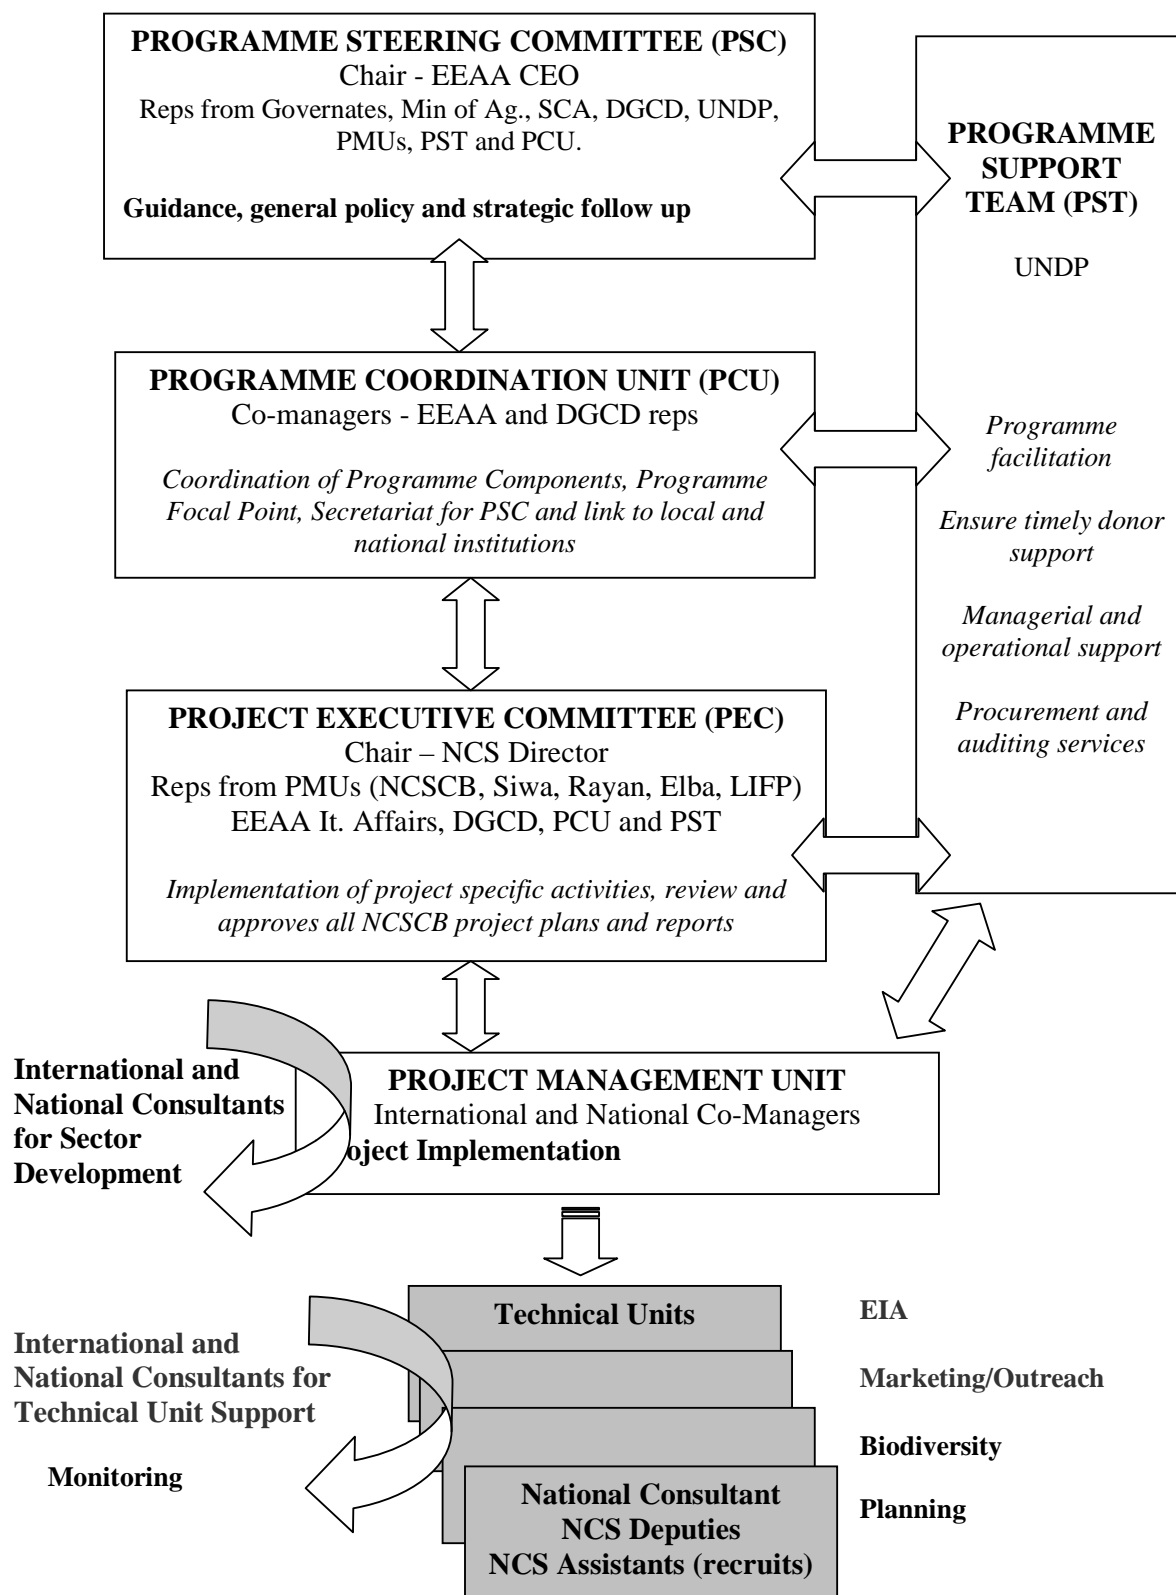 PROGRAMME STEERING COMMITTEE (PSC)
Chair - EEAA CEO
Reps from Governates, Min of Ag., SCA, DGCD, UNDP,
PMUs, PST and PCU.
Guidance, general policy and strategic follow up
PROGRAMME
SUPPORT
TEAM (PST)
UNDP
Programme
facilitation
Ensure timely donor
support
Managerial and
operational support
Procurement and
auditing services
PROGRAMME COORDINATION UNIT (PCU)
Co-managers - EEAA and DGCD reps
Coordination of Programme Components, Programme
Focal Point, Secretariat for PSC and link to local and
national institutions
PROJECT EXECUTIVE COMMITTEE (PEC)
Chair – NCS Director
Reps from PMUs (NCSCB, Siwa, Rayan, Elba, LIFP)
EEAA It. Affairs, DGCD, PCU and PST
Implementation of project specific activities, review and
approves all NCSCB project plans and reports
International and
National Consultants
for Sector
Development
PROJECT MANAGEMENT UNIT
International and National Co-Managers
oject Implementation
Technical Units
National Consultant
NCS Deputies
NCS Assistants (recruits)
EIA
Marketing/Outreach
Biodiversity
Planning
International and
National Consultants for
Technical Unit Support
Monitoring